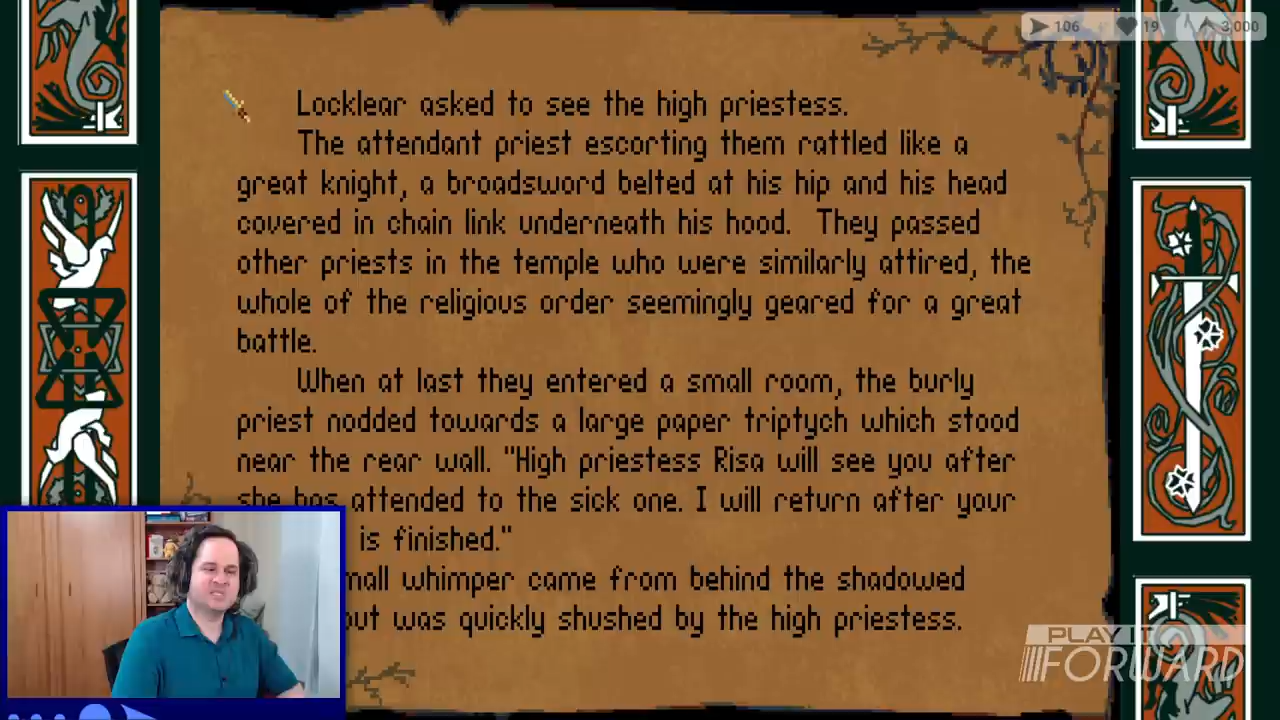 106 19 3,000
Locklear asked to see the high priestess.
The attendant priest escorting them rattled like a
great knight, a broadsword belted at his hip and his head
covered in chain link underneath his hood. They passed
other priests in the temple who were similarly attired, the
whole of the religious order seemingly geared for a great
battle.
When at last they entered a small room, the burly
priest nodded towards a large paper triptych which stood
near the rear wall. "High priestess Risa will see you after
she has attended to the sick one. I will return after your
is finished."
whimper came from behind the shadowed
but was quickly shushed by the high priestess.
PLAY IT
FORWARD